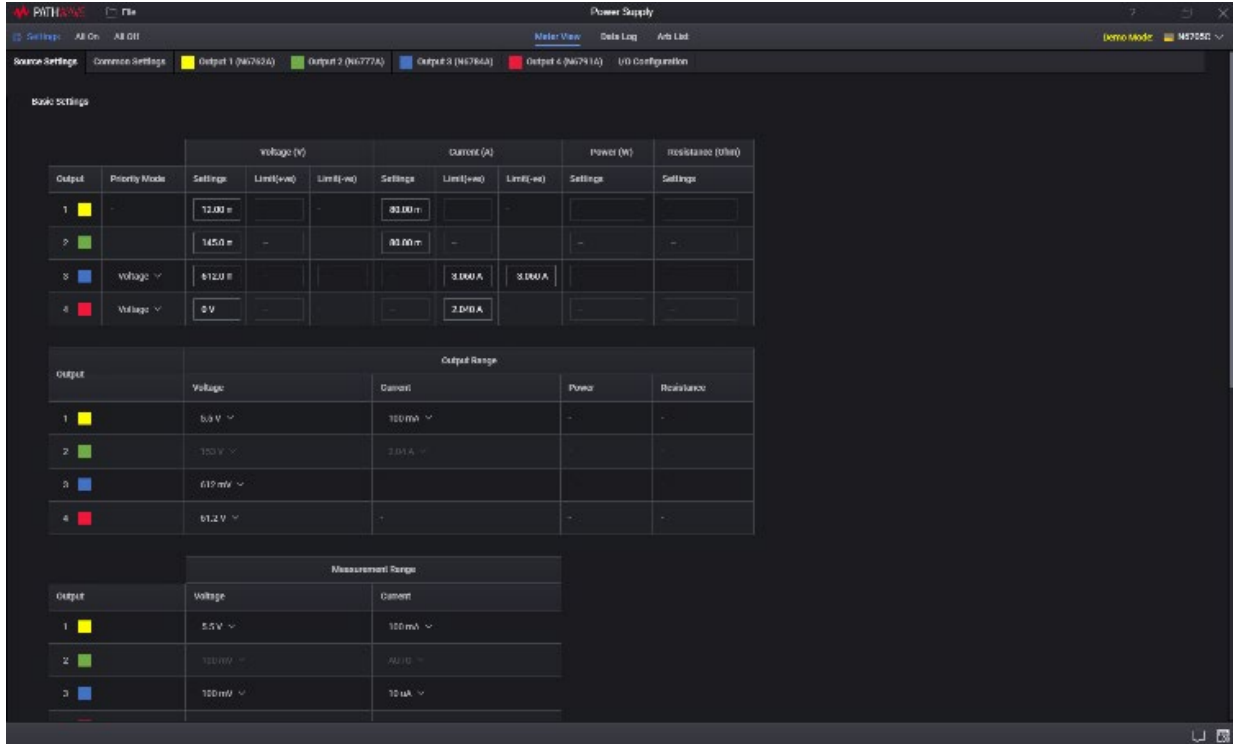 PATHWAVE File Power Supply ?
Settings All On All Off Meter View Data Log Arb List Demo Mode: N6705C
Source Settings Common Settings Output 1 (N6762A) Output 2 (N6777A) Output 3 (N6784A) Output 4 (N6791A) I/O Configuration
Basic Settings
Voltage (V) Current (A) Power (W) Resistance (Ohm)
Output Priority Mode Settings Limit(+ve) Limit(-ve) Settings Limit(+ve) Limit(-ve) Settings Settings
1 - 12.00 m - 80.00 m -
2 145.0 m – 80.00 m – – –
3 Voltage 612.0 m 3.060 A 3.060 A
4 Voltage 0 V - - 2.040 A - -
Output Range
Output
Voltage Current Power Resistance
1 5.5 V 100 mA - -
2 153 V 2.04 A
3 612 mV
4 61.2 V - - -
Measurement Range
Output Voltage Current
1 5.5 V 100 mA
2 AUTO
3 100 mV 10 uA